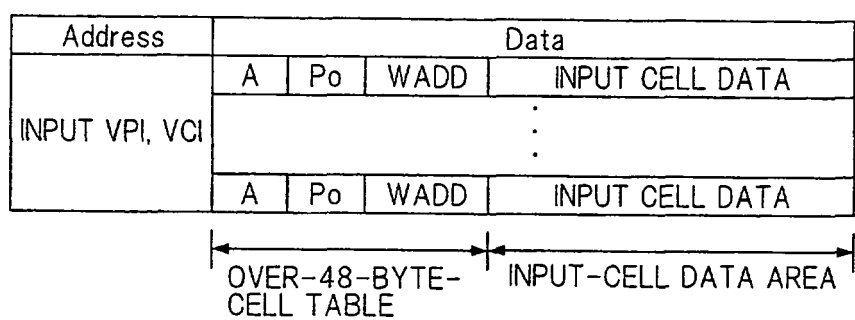 Address Data
A Po WADD INPUT CELL DATA
INPUT VPI, VCI
A Po WADD INPUT CELL DATA
OVER-48-BYTE-
CELL TABLE
INPUT-CELL DATA AREA